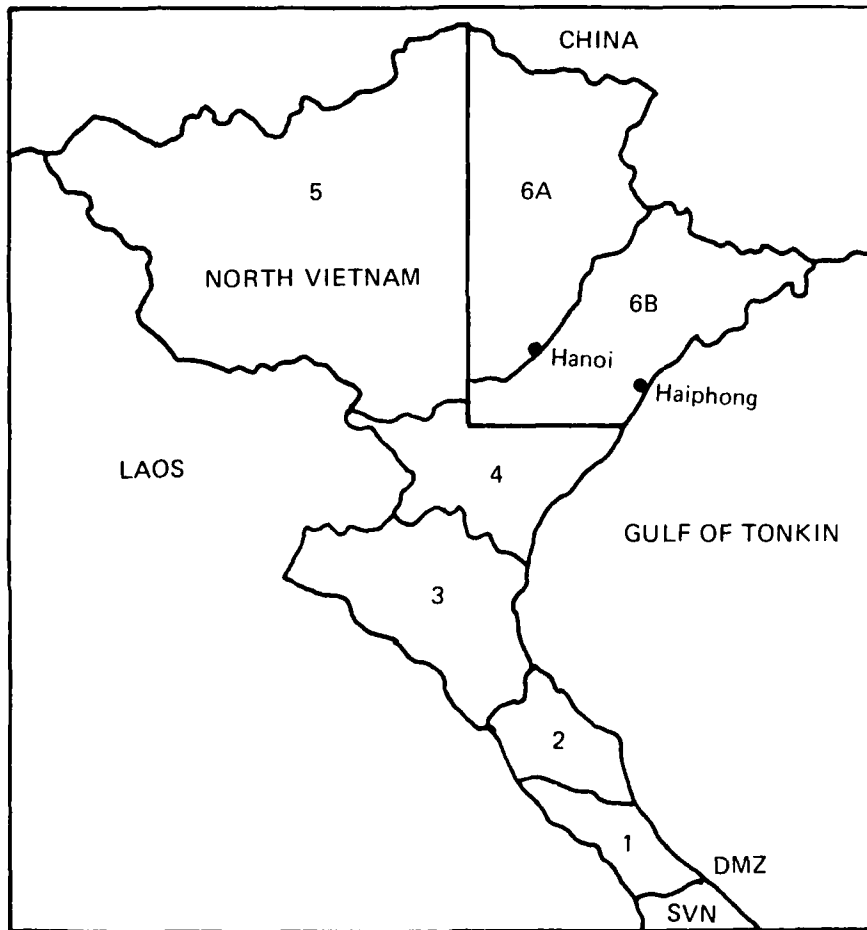 CHINA
5
6A
NORTH VIETNAM
6B
Hanoi
Haiphong
LAOS
4
GULF OF TONKIN
3
2
1
DMZ
SVN